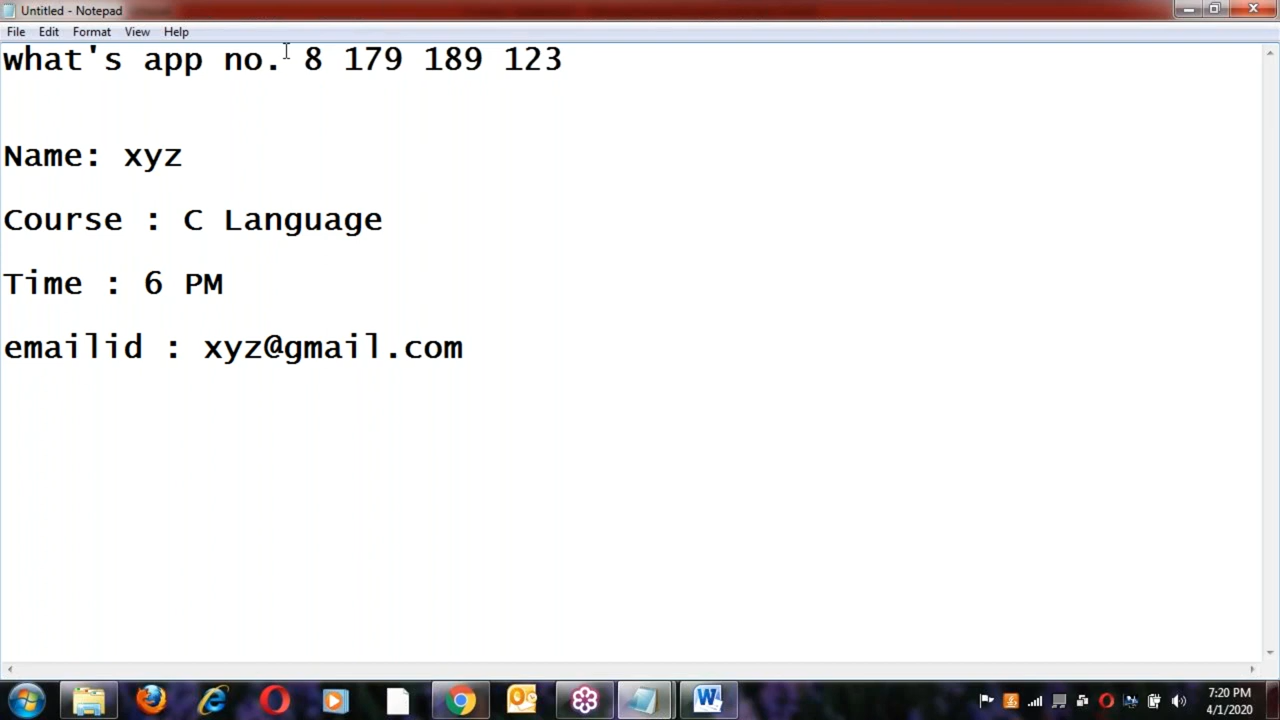 Untitled - Notepad
File Edit Format View Help
what's app no. 8 179 189 123
Name: xyz
Course : C Language
Time : 6 PM
emailid : xyz@gmail.com
7:20 PM
4/1/2020